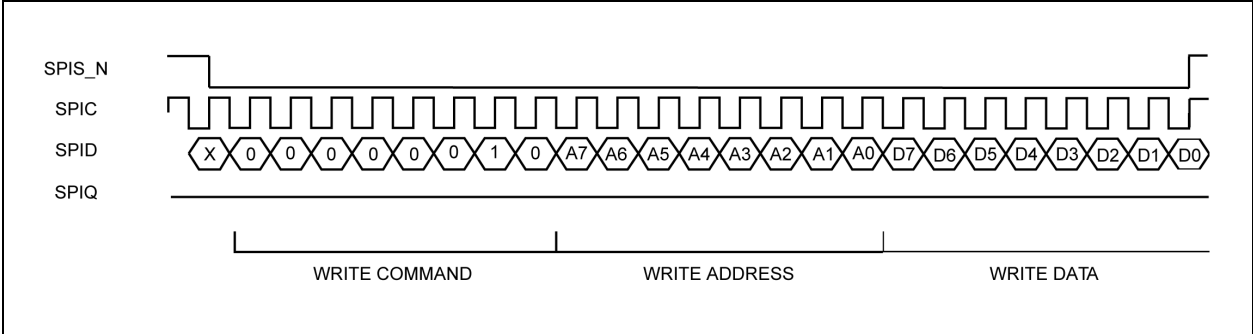 SPIS_N
SPIC
SPID X 0 0 0 0 0 0 1 0 A7 A6 A5 A4 A3 A2 A1 A0 D7 D6 D5 D4 D3 D2 D1 D0
SPIQ
WRITE COMMAND WRITE ADDRESS WRITE DATA